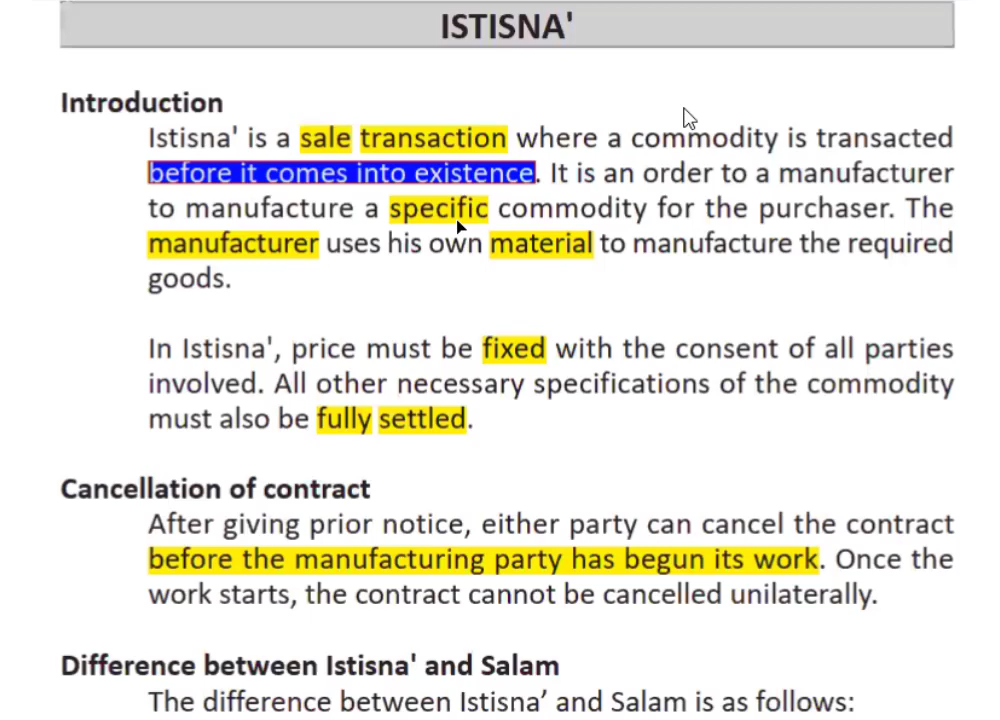 ISTISNA'
Introduction
Istisna' is a sale transaction where a commodity is transacted
before it comes into existence. It is an order to a manufacturer
to manufacture a specific commodity for the purchaser. The
manufacturer uses his own material to manufacture the required
goods.
In Istisna', price must be fixed with the consent of all parties
involved. All other necessary specifications of the commodity
must also be fully settled.
Cancellation of contract
After giving prior notice, either party can cancel the contract
before the manufacturing party has begun its work. Once the
work starts, the contract cannot be cancelled unilaterally.
Difference between Istisna' and Salam
The difference between Istisna’ and Salam is as follows: